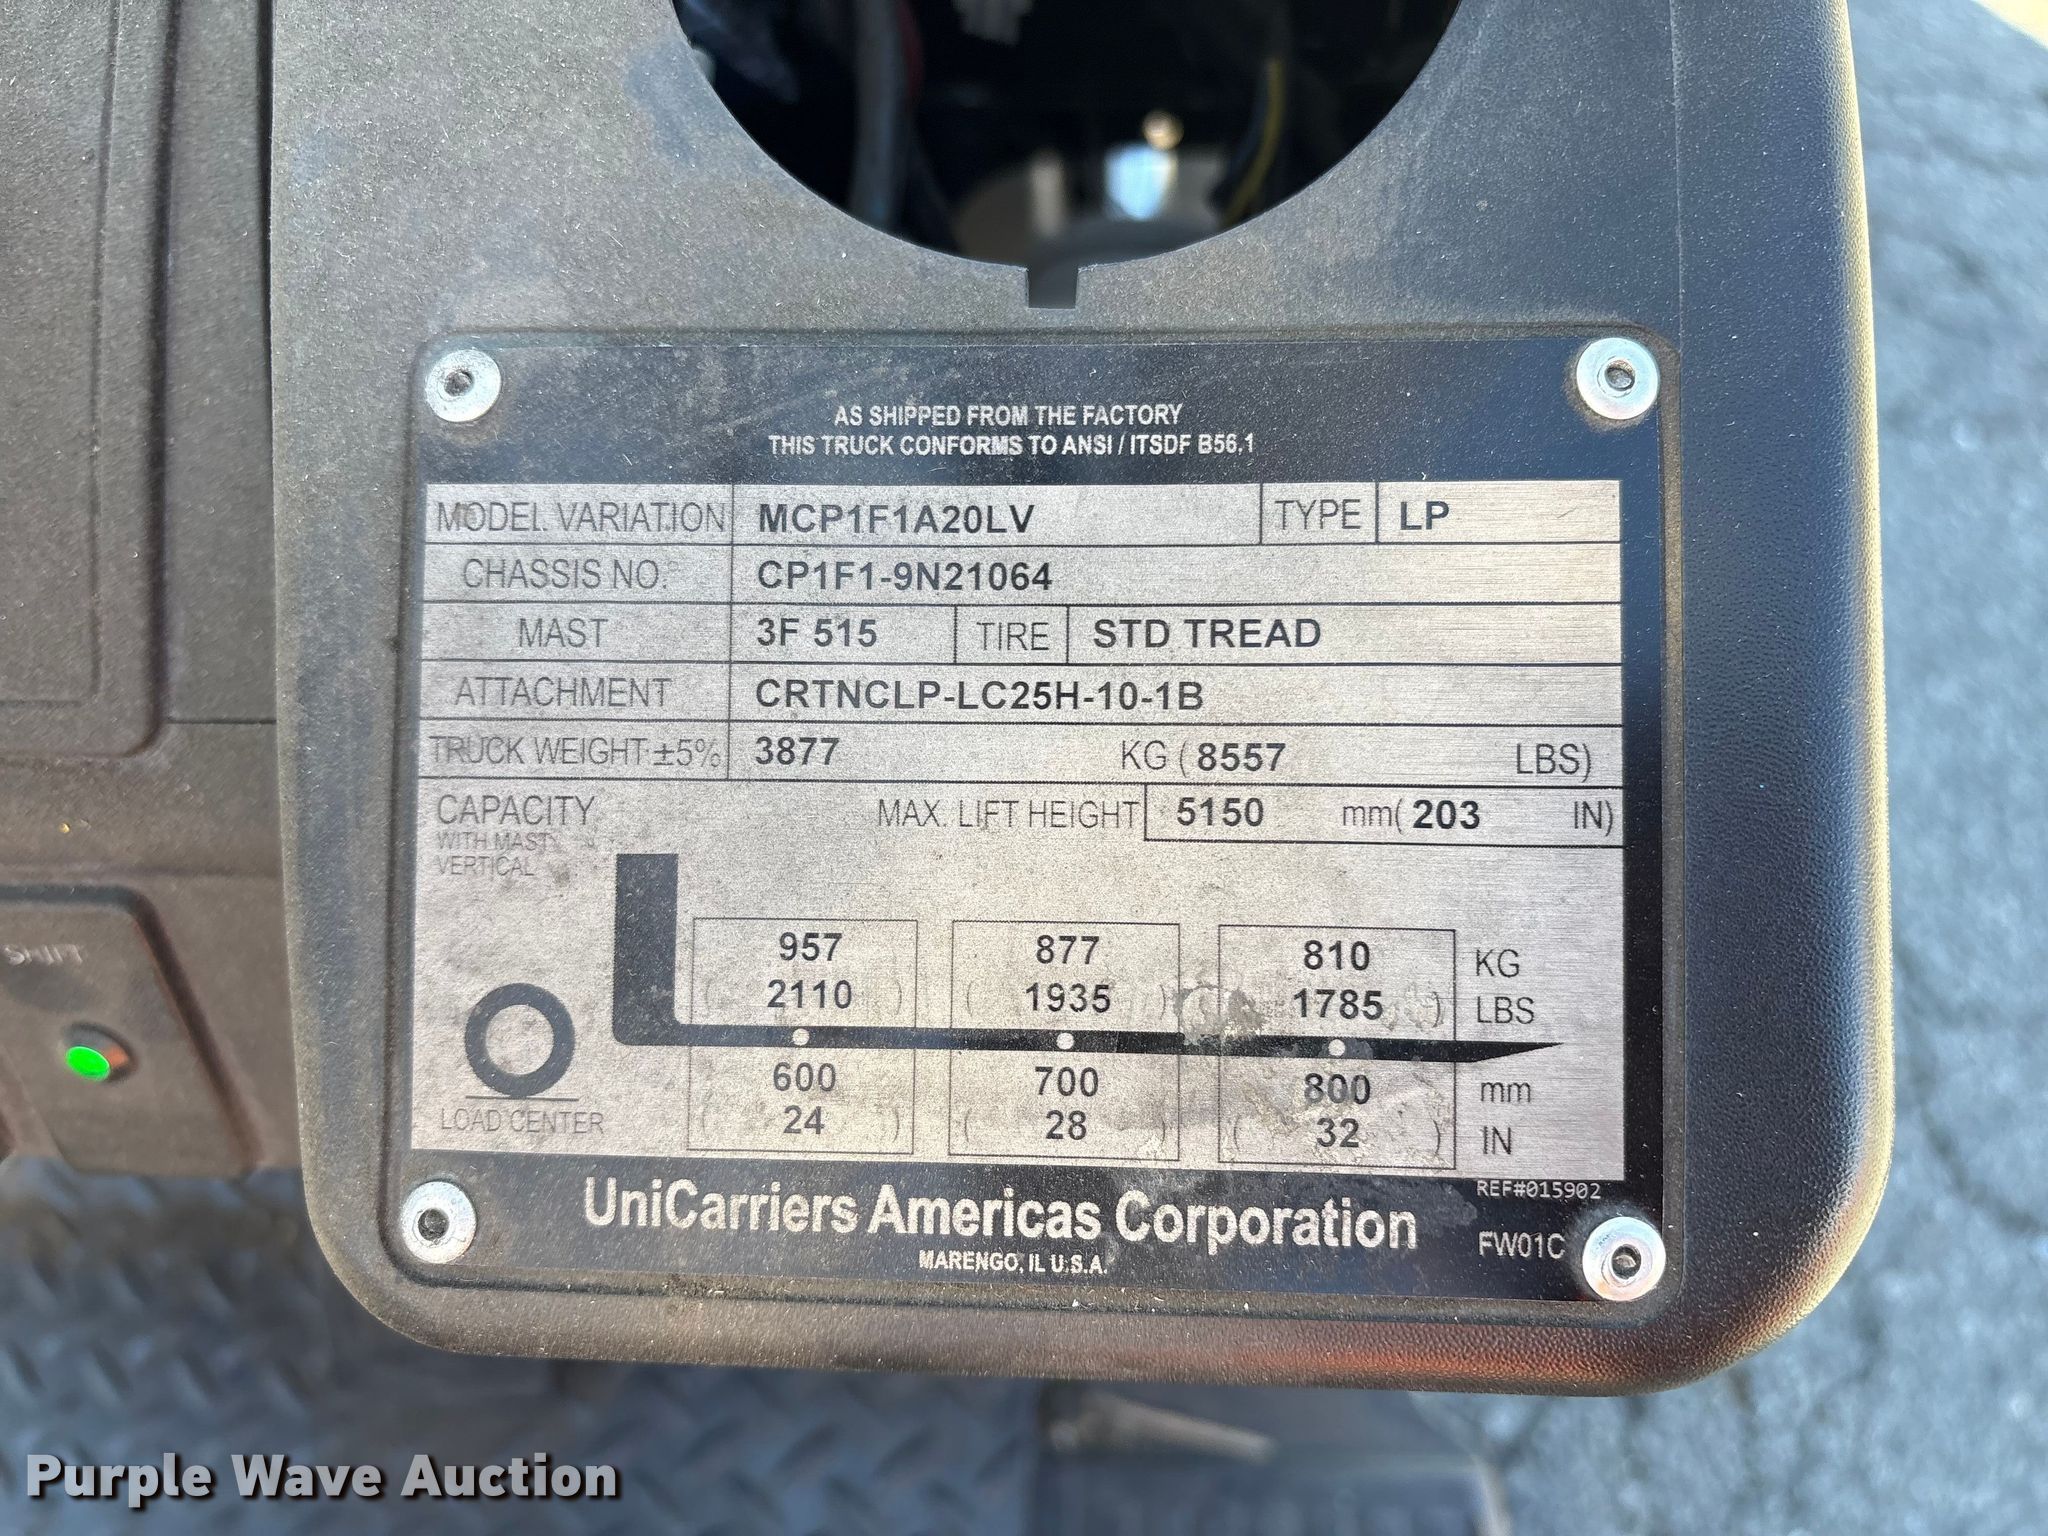 AS SHIPPED FROM THE FACTORY
THIS TRUCK CONFORMS TO ANSI / ITSDF B56.1
MODEL VARIATION MCP1F1A20LV TYPE LP
CHASSIS NO. CP1F1-9N21064
MAST 3F 515 TIRE STD TREAD
ATTACHMENT CRTNCLP-LC25H-10-1B
TRUCK WEIGHT ±5% 3877 KG ( 8557 LBS)
CAPACITY MAX. LIFT HEIGHT 5150 mm( 203 IN)
WITH MAST
VERTICAL
957 877 810 KG
( 2110 ) ( 1935 ) ( 1785 ) LBS
600 700 800 mm
( 24 ) ( 28 ) ( 32 ) IN
LOAD CENTER
REF#015902
UniCarriers Americas Corporation
FW01C
MARENGO, IL U.S.A.
SHIFT
Purple Wave Auction